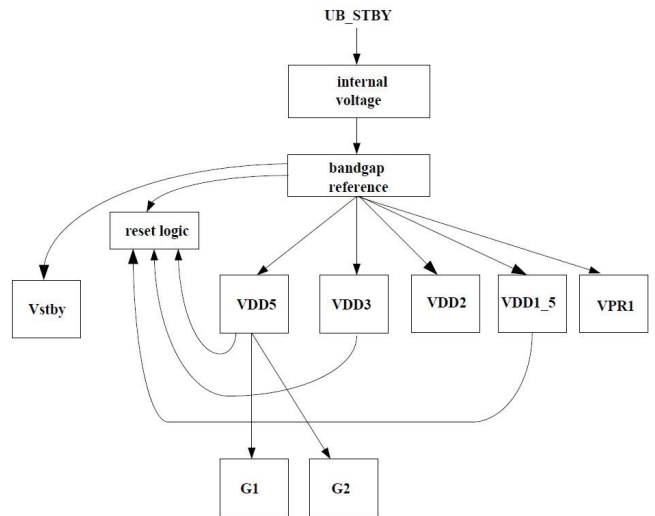 UB_STBY
internal
voltage
bandgap
reference
reset logic
Vstby
VDD5
VDD3
VDD2
VDD1_5
VPR1
G1
G2